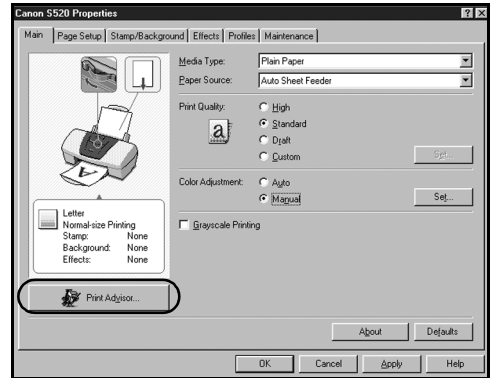 Canon S520 Properties
Main Page Setup Stamp/Background Effects Profiles Maintenance
Media Type: Plain Paper
Paper Source: Auto Sheet Feeder
Print Quality: High
Standard
Draft
Custom
Set...
Color Adjustment: Auto
Manual
Set...
Grayscale Printing
Letter
Normal-size Printing
Stamp: None
Background: None
Effects: None
Print Advisor...
About Defaults
OK Cancel Apply Help